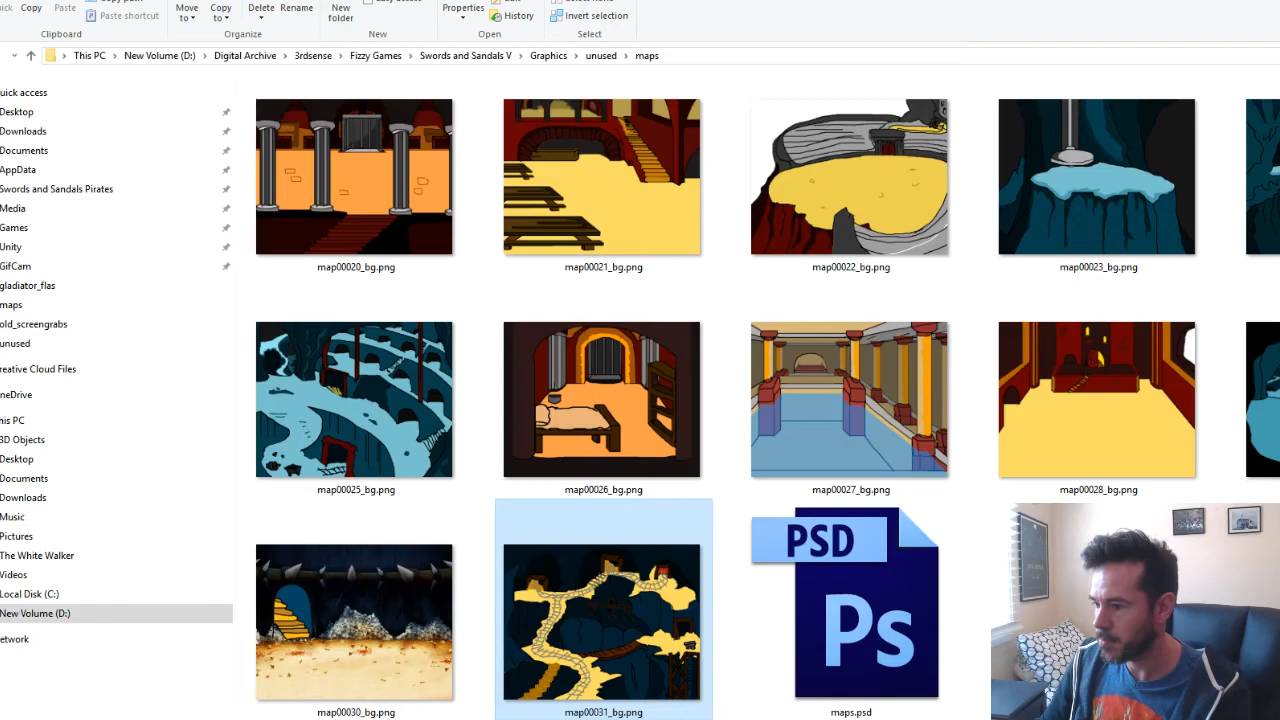 uick
Copy
Paste
Paste shortcut
Move to
Copy to
Delete
Rename
New folder
Properties
History
Invert selection
Clipboard
Organize
New
Open
Select
This PC > New Volume (D:) > Digital Archive > 3rdsense > Fizzy Games > Swords and Sandals V > Graphics > unused > maps
uick access
Desktop
Downloads
Documents
AppData
Swords and Sandals Pirates
Media
Games
Unity
GifCam
gladiator_flas
maps
old_screengrabs
unused
reative Cloud Files
neDrive
his PC
3D Objects
Desktop
Documents
Downloads
Music
Pictures
The White Walker
Videos
Local Disk (C:)
New Volume (D:)
etwork
map00020_bg.png
map00021_bg.png
map00022_bg.png
map00023_bg.png
map00025_bg.png
map00026_bg.png
map00027_bg.png
map00028_bg.png
PSD
Ps
map00030_bg.png
map00031_bg.png
maps.psd